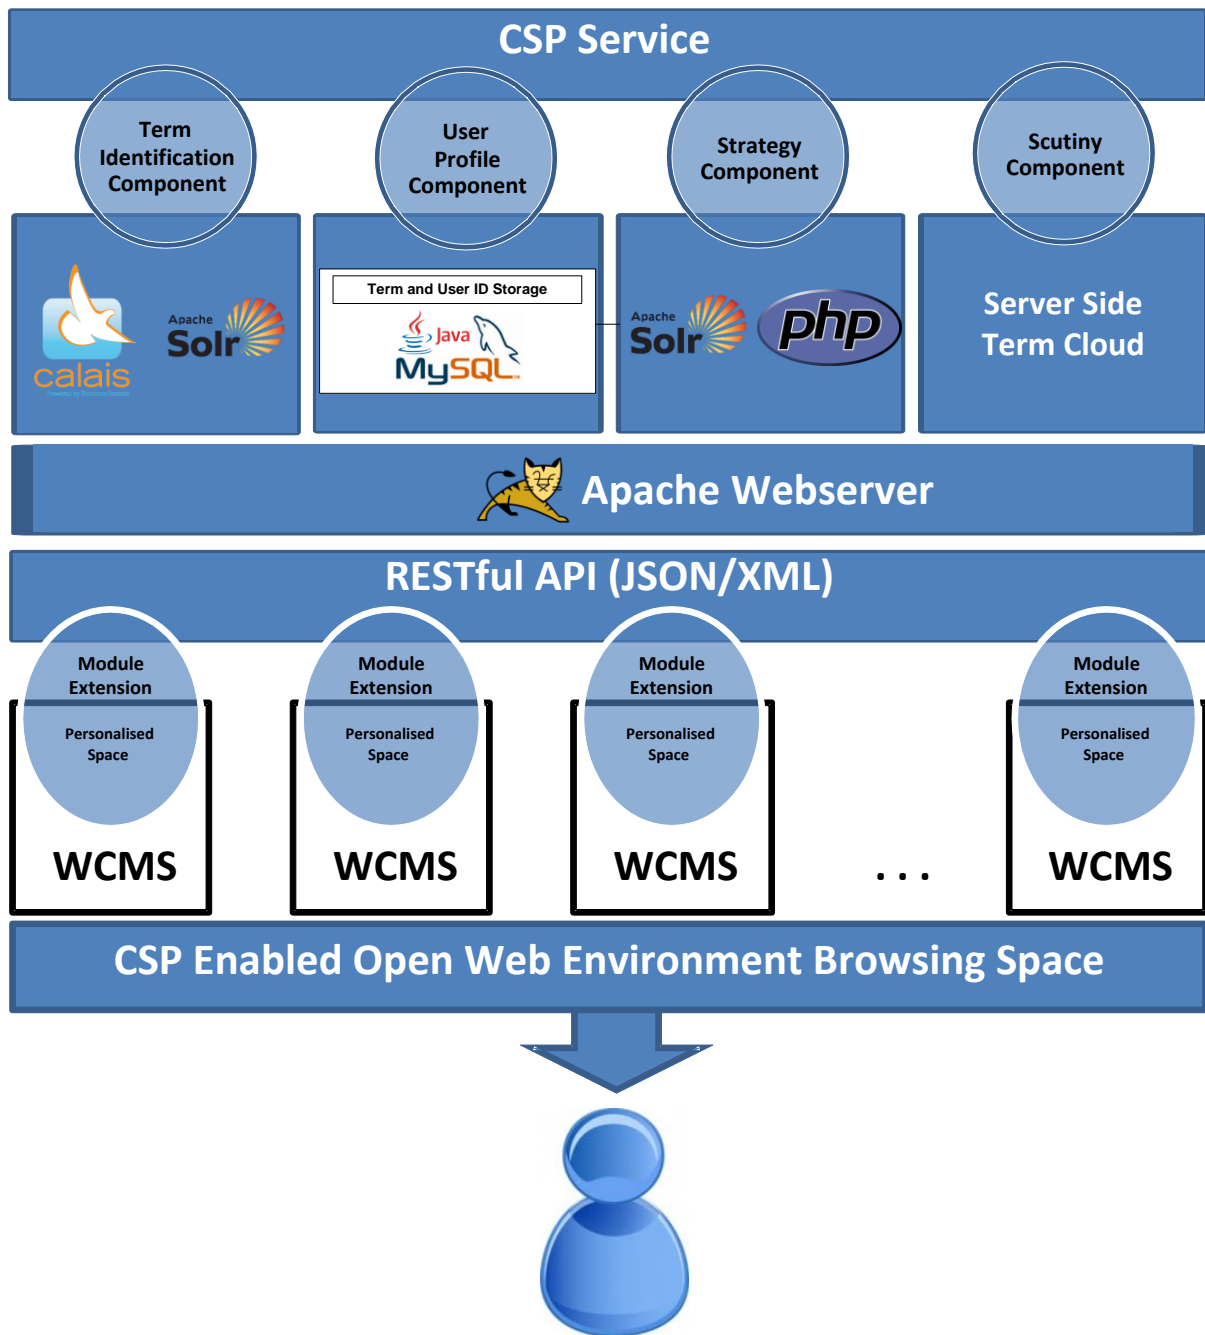 CSP Service
Term
Identification
Component
User
Profile
Component
Strategy
Component
Scutiny
Component
calais
Apache
Solr
Term and User ID Storage
Java
MySQL
Apache
Solr
php
Server Side
Term Cloud
Apache Webserver
RESTful API (JSON/XML)
Module
Extension
Personalised
Space
WCMS
Module
Extension
Personalised
Space
WCMS
Module
Extension
Personalised
Space
WCMS
. . .
Module
Extension
Personalised
Space
WCMS
CSP Enabled Open Web Environment Browsing Space